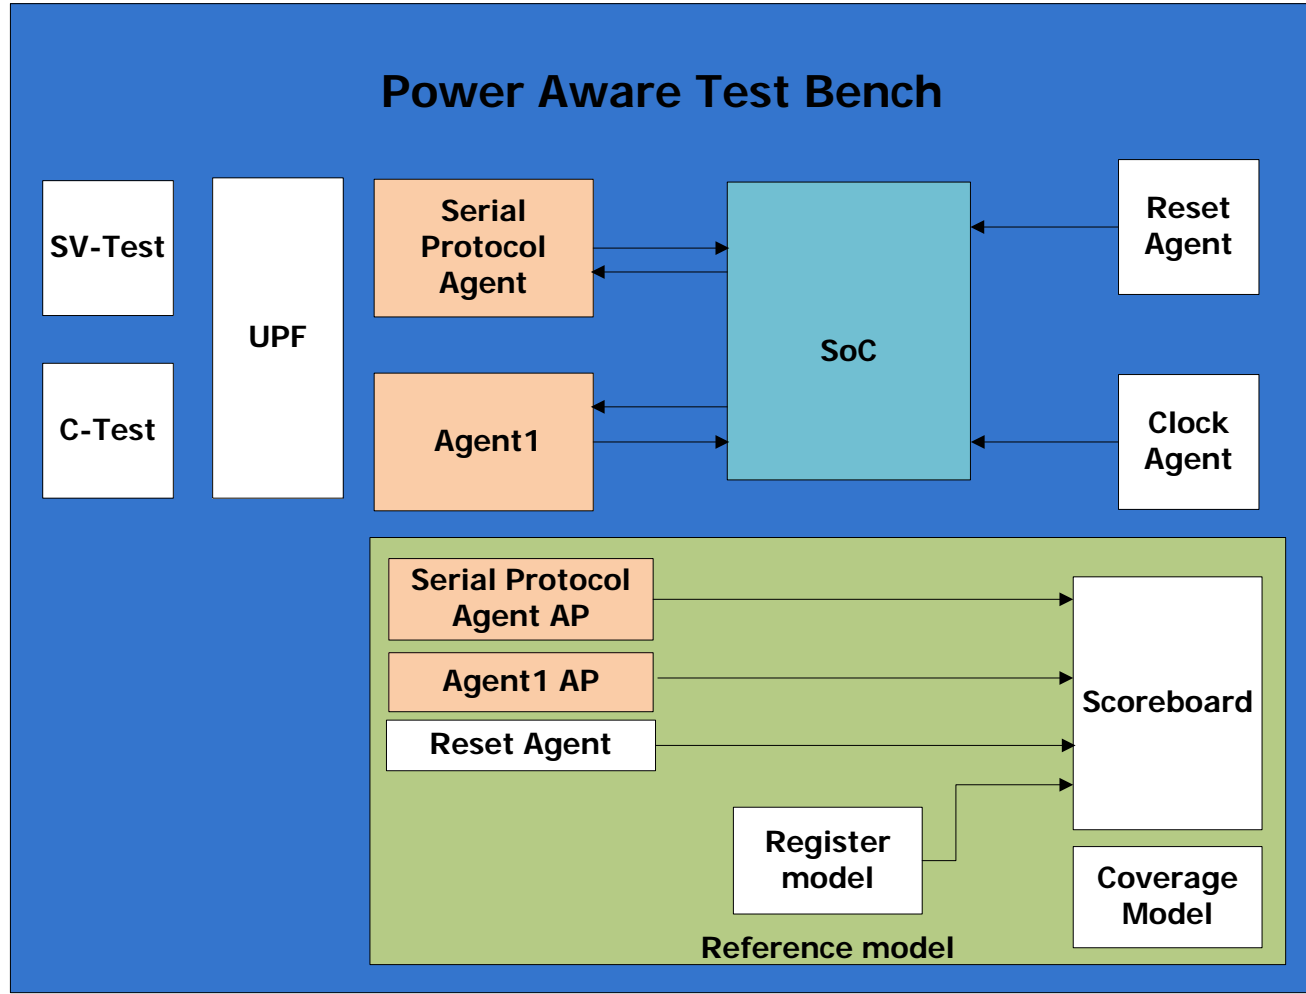 Power Aware Test Bench
SV-Test
C-Test
UPF
Serial
Protocol
Agent
Agent1
SoC
Reset
Agent
Clock
Agent
Serial Protocol
Agent AP
Agent1 AP
Reset Agent
Register
model
Scoreboard
Coverage
Model
Reference model